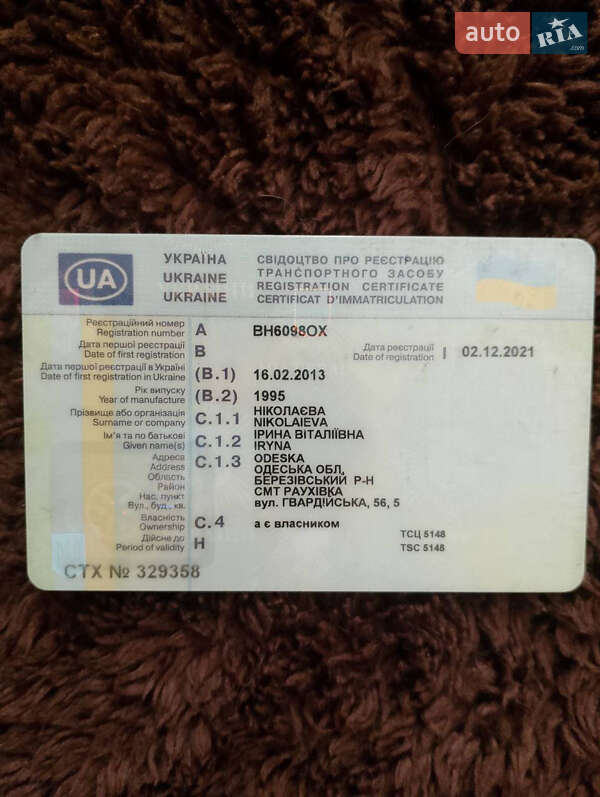 auto RIA.com
UA
УКРАЇНА
UKRAINE
UKRAINE
СВІДОЦТВО ПРО РЕЄСТРАЦІЮ
ТРАНСПОРТНОГО ЗАСОБУ
REGISTRATION CERTIFICATE
CERTIFICAT D'IMMATRICULATION
Реєстраційний номер
Registration number A BH6098OX
Дата першої реєстрації
Date of first registration B
Дата реєстрації
Date of registration I 02.12.2021
Дата першої реєстрації в Україні
Date of first registration in Ukraine (B.1) 16.02.2013
Рік випуску
Year of manufacture (B.2) 1995
Прізвище або організація
Surname or company C.1.1 НІКОЛАЄВА
NIKOLAIEVA
Ім'я та по батькові
Given name(s) C.1.2 ІРИНА ВІТАЛІЇВНА
IRYNA
Адреса
Address C.1.3 ODESKA
Область ОДЕСЬКА ОБЛ,
Район БЕРЕЗІВСЬКИЙ Р-Н
Нас. пункт СМТ РАУХІВКА
Вул., буд., кв. вул. ГВАРДІЙСЬКА, 56, 5
Власність
Ownership C.4 а є власником
Дійсне до
Period of validity H
ТСЦ 5148
TSC 5148
СТХ № 329358